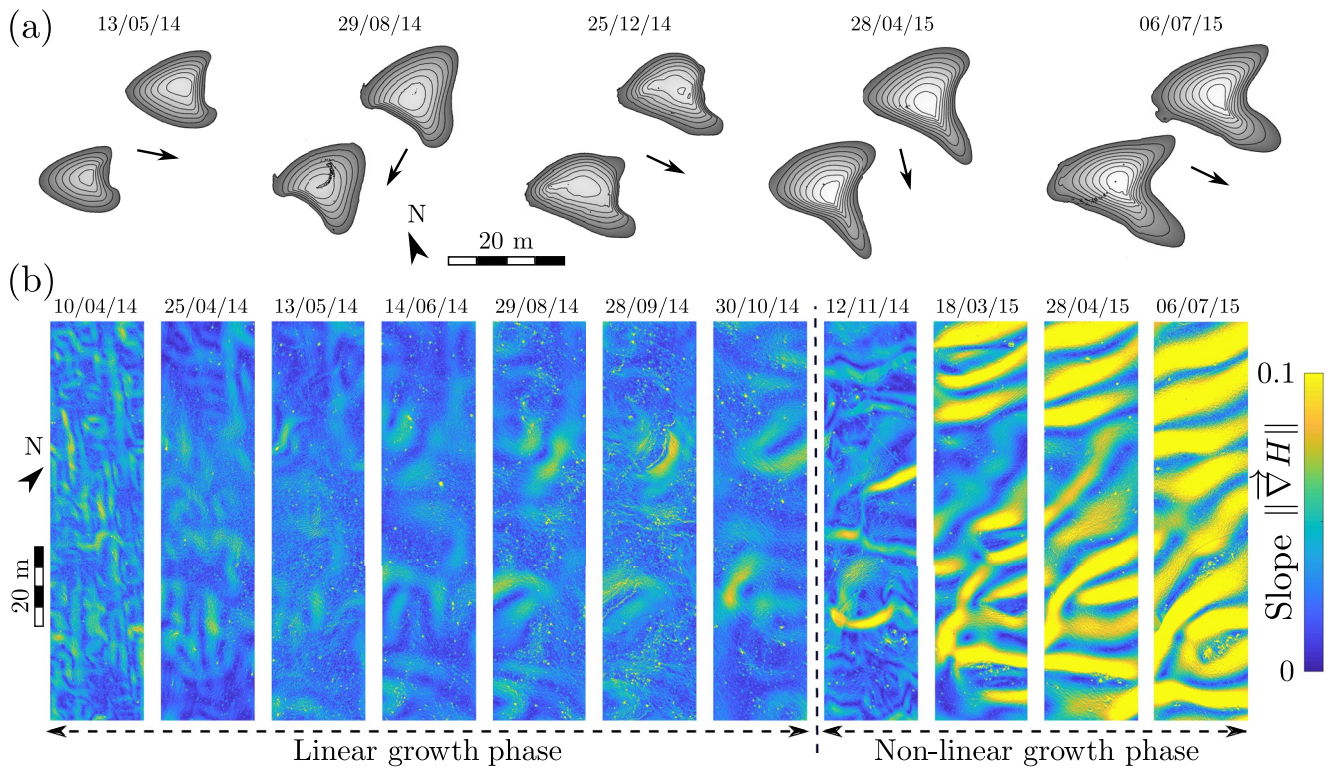 (a)
13/05/14 29/08/14 25/12/14 28/04/15 06/07/15
N
20 m
(b)
10/04/14 25/04/14 13/05/14 14/06/14 29/08/14 28/09/14 30/10/14 12/11/14 18/03/15 28/04/15 06/07/15
N
20 m
0.1
Slope ‖∇⃗H‖
0
Linear growth phase Non-linear growth phase